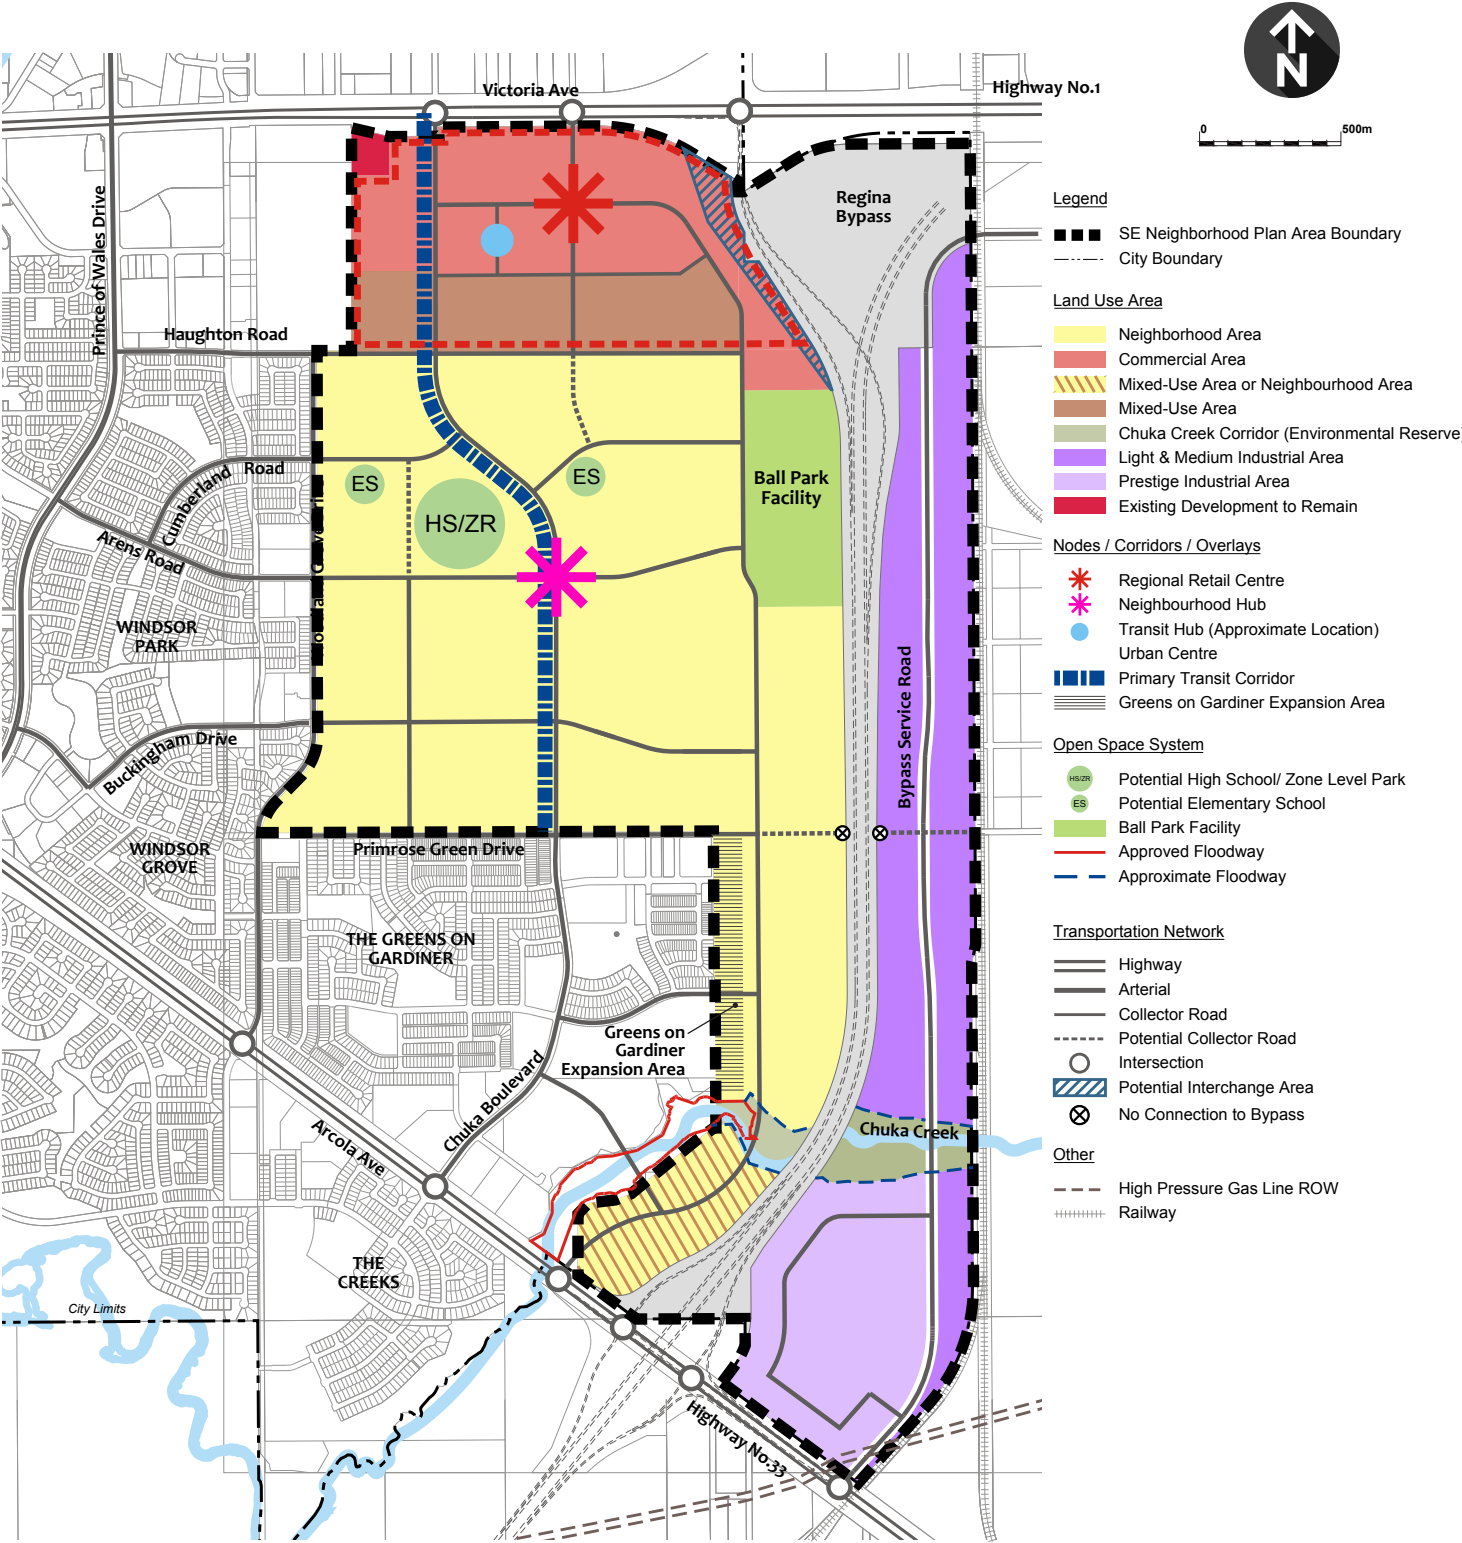 Victoria Ave
Highway No.1
N
0
500m
Prince of Wales Drive
Regina
Bypass
Haughton Road
Cumberland
Road
Arens Road
ES
HS/ZR
ES
Ball Park
Facility
WINDSOR
PARK
Bypass Service Road
Buckingham Drive
WINDSOR
GROVE
Primrose Green Drive
THE GREENS ON
GARDINER
Greens on
Gardiner
Expansion Area
Chuka Boulevard
Arcola Ave
Chuka Creek
THE
CREEKS
City Limits
Highway No.33
Legend
SE Neighborhood Plan Area Boundary
City Boundary
Land Use Area
Neighborhood Area
Commercial Area
Mixed-Use Area or Neighbourhood Area
Mixed-Use Area
Chuka Creek Corridor (Environmental Reserve)
Light & Medium Industrial Area
Prestige Industrial Area
Existing Development to Remain
Nodes / Corridors / Overlays
Regional Retail Centre
Neighbourhood Hub
Transit Hub (Approximate Location)
Urban Centre
Primary Transit Corridor
Greens on Gardiner Expansion Area
Open Space System
HS/ZR
Potential High School/ Zone Level Park
ES
Potential Elementary School
Ball Park Facility
Approved Floodway
Approximate Floodway
Transportation Network
Highway
Arterial
Collector Road
Potential Collector Road
Intersection
Potential Interchange Area
No Connection to Bypass
Other
High Pressure Gas Line ROW
Railway